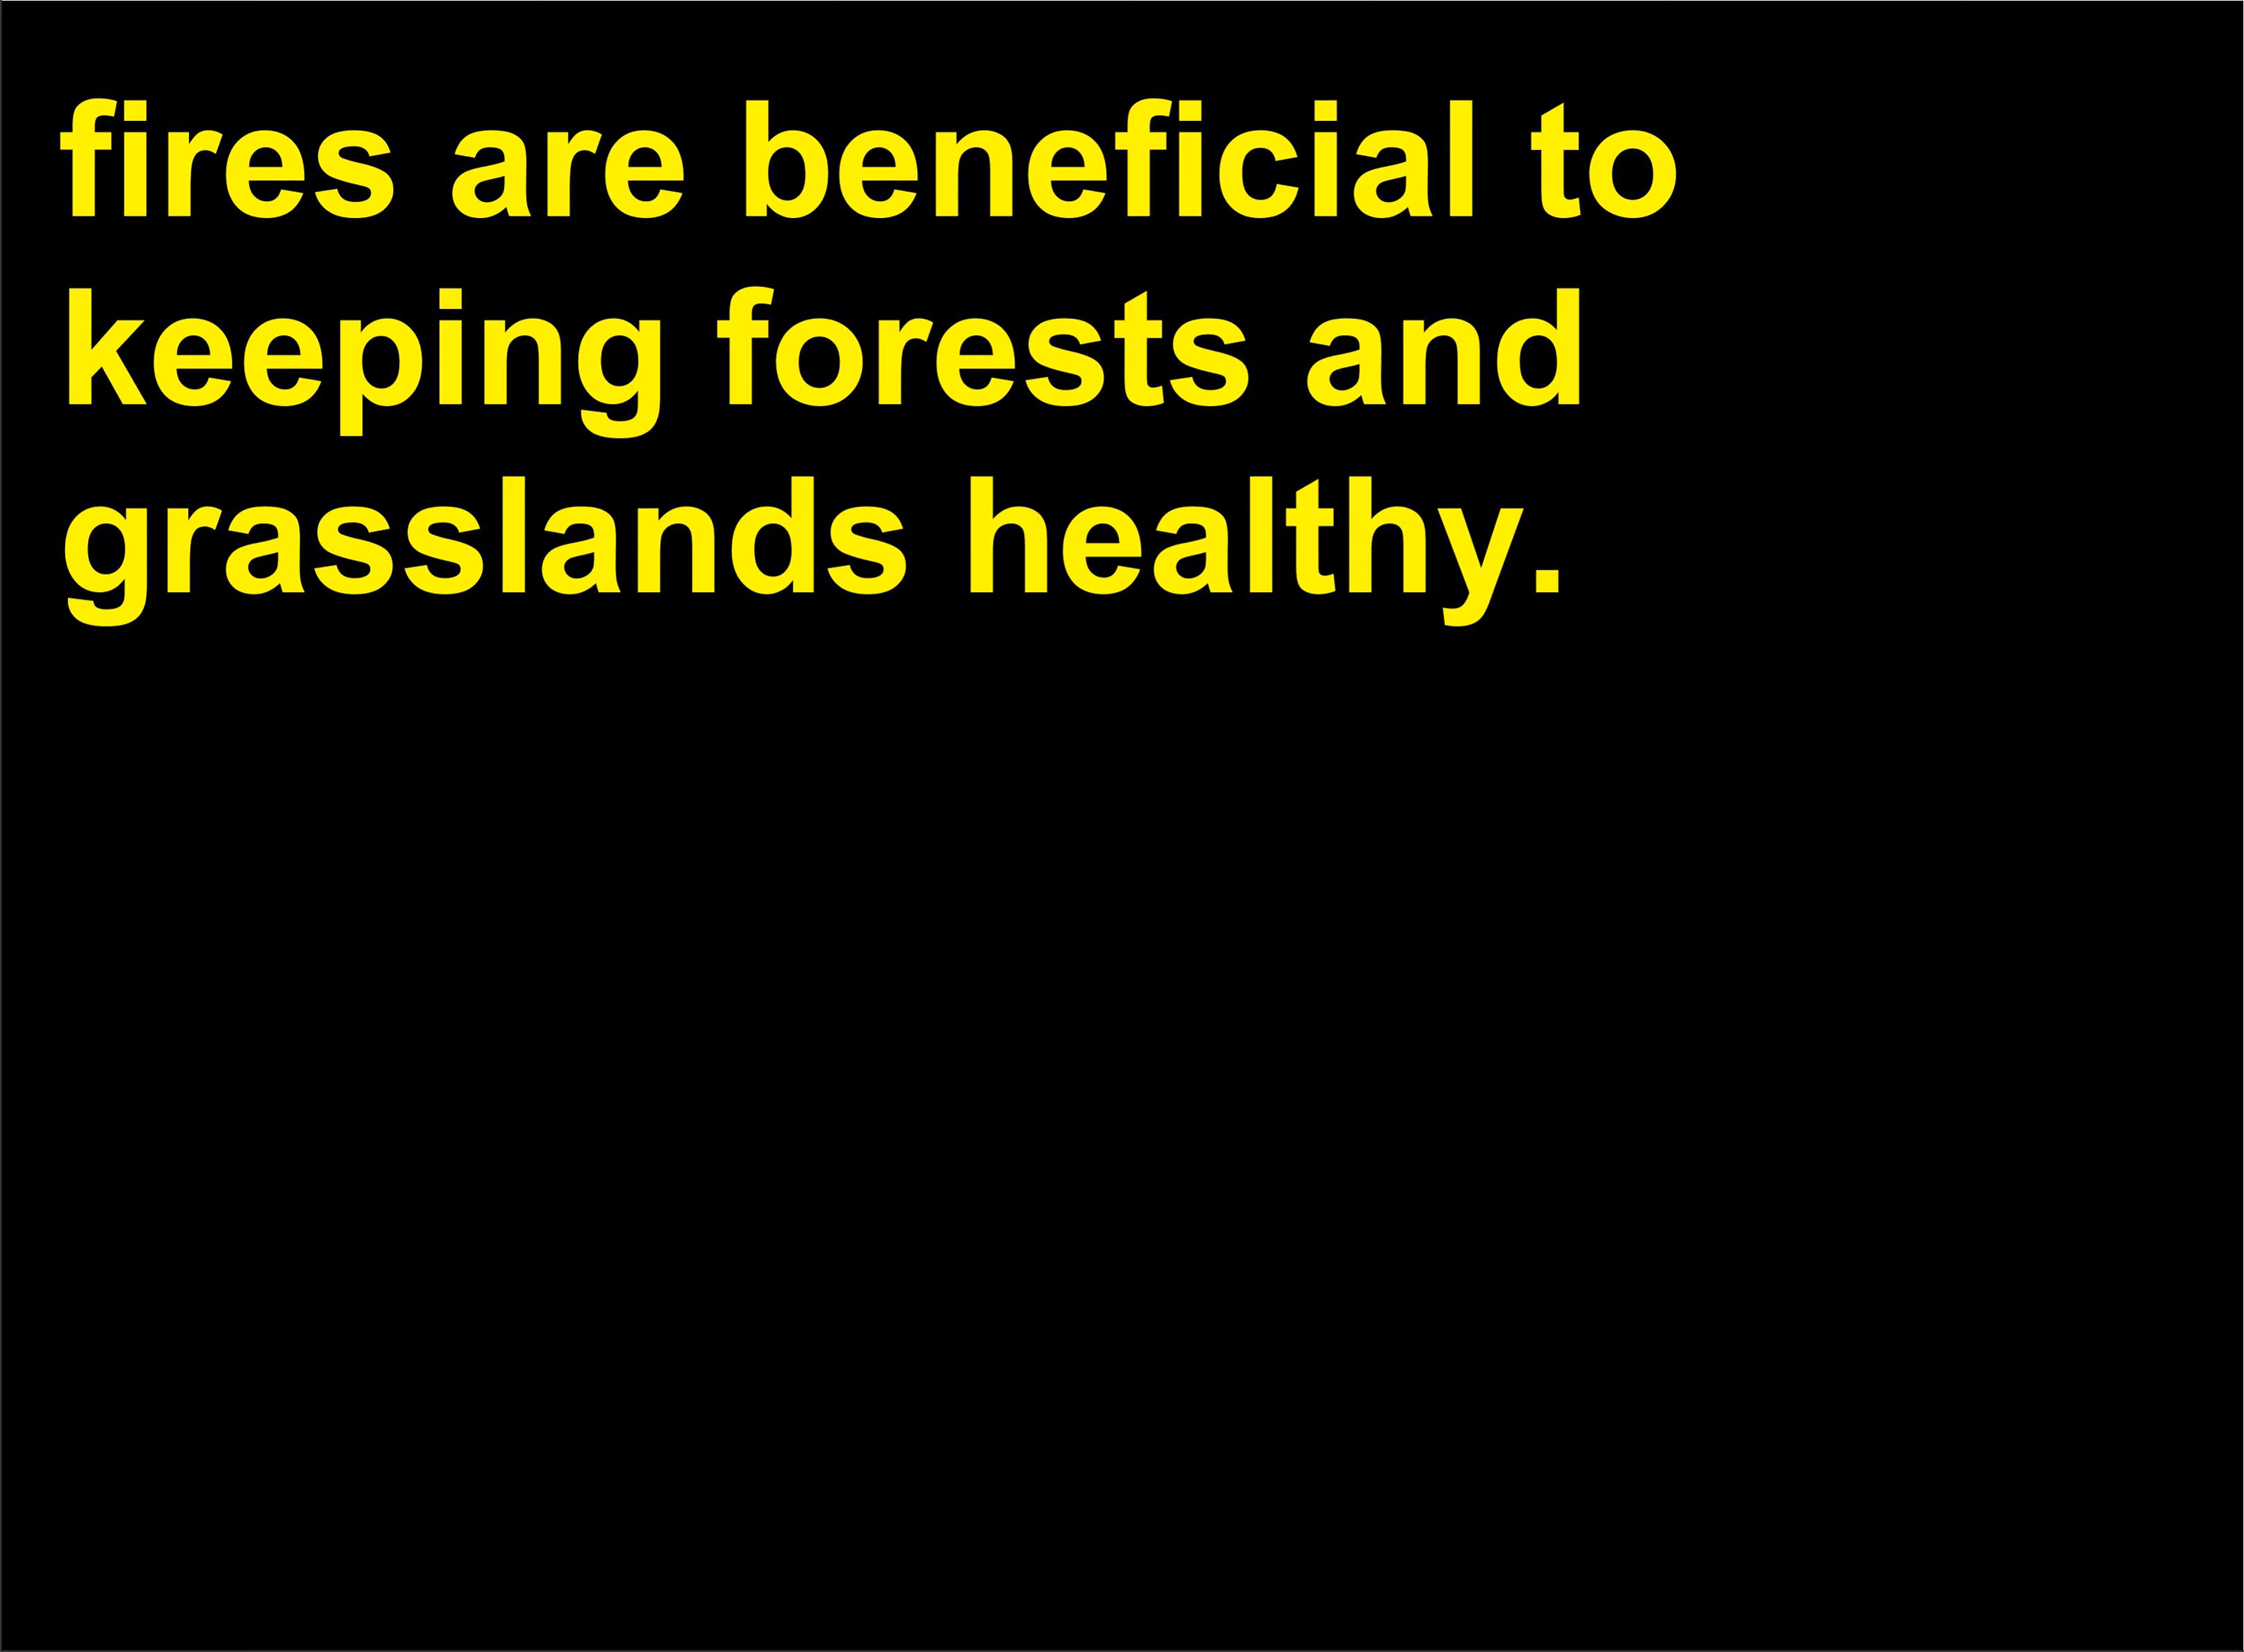 fires are beneficial to
keeping forests and
grasslands healthy.